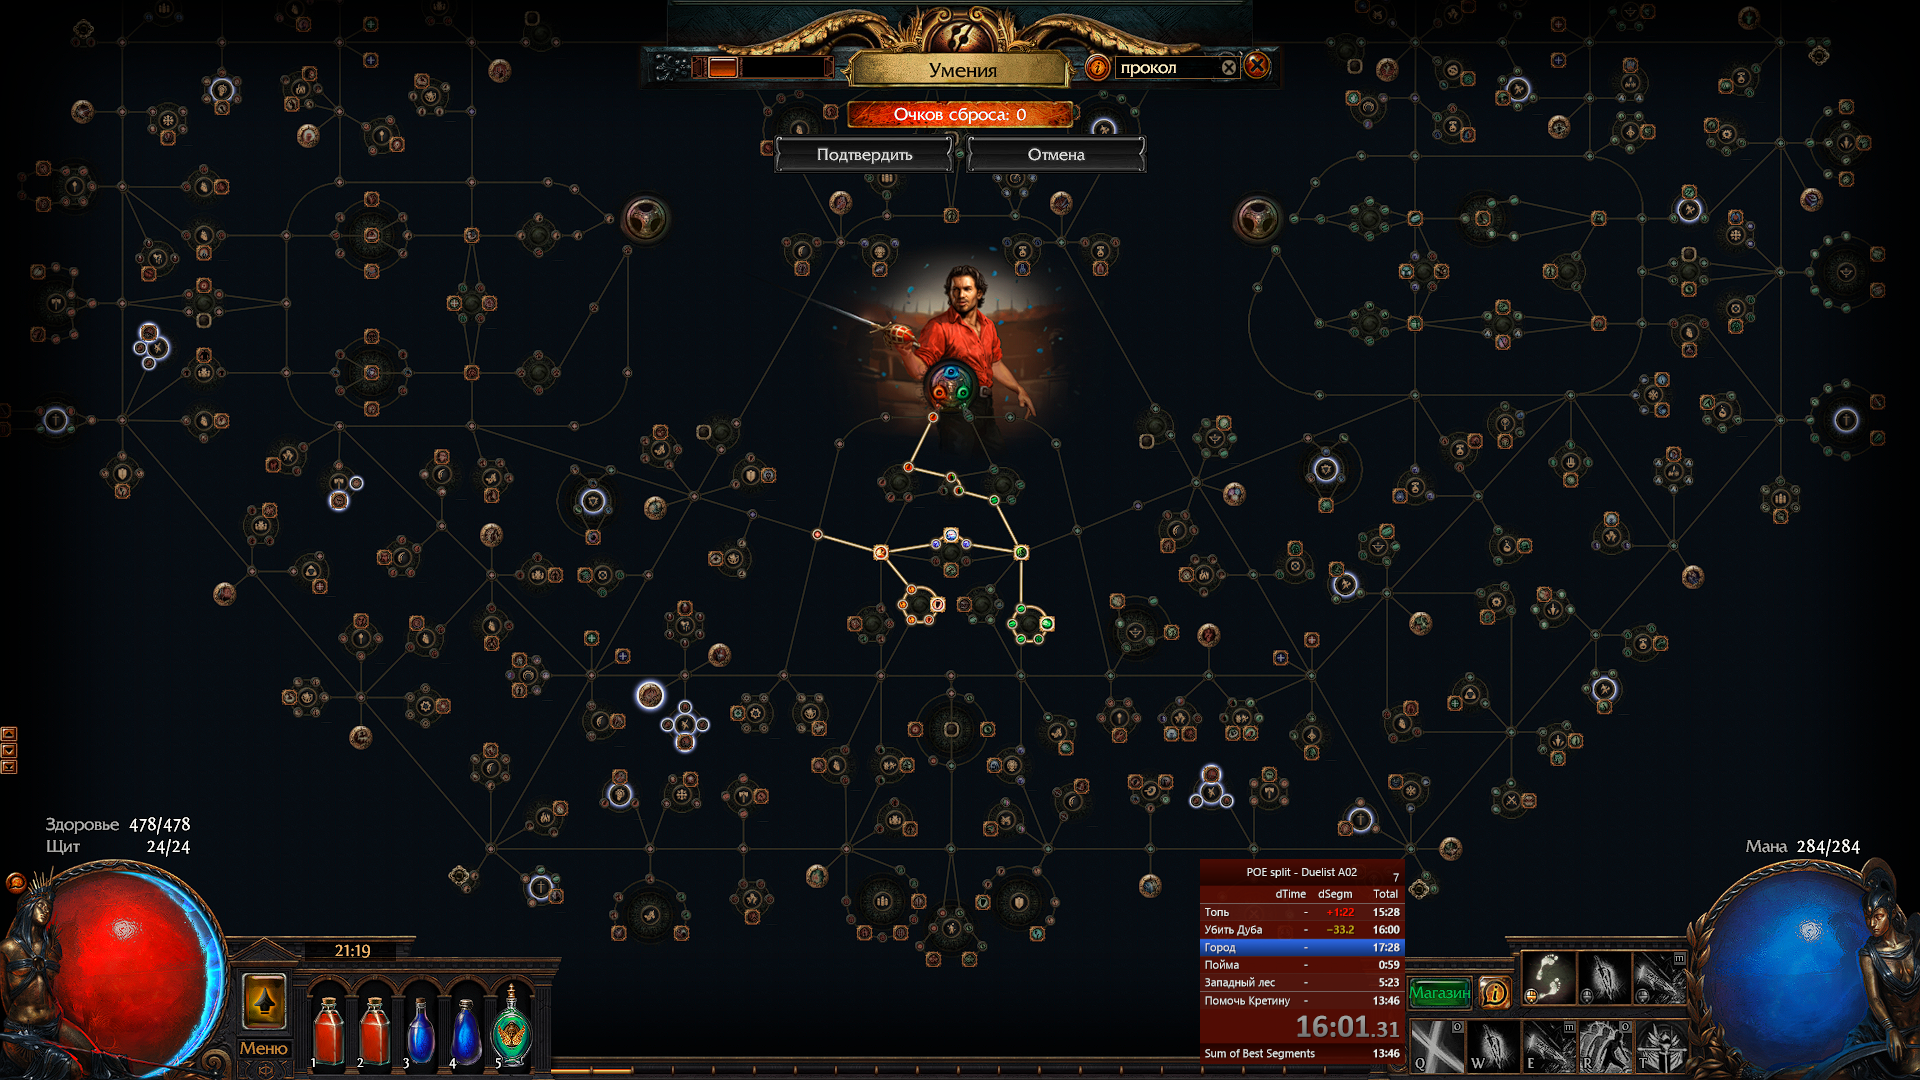 Умения
прокол
Очков сброса: 0
Подтвердить
Отмена
Здоровье 478/478
Щит 24/24
Мана 284/284
21:19
Меню
1
2
3
4
5
POE split - Duelist A02 7
dTime dSegm Total
Топь - +1:22 15:28
Убить Дуба - -33.2 16:00
Город - 17:28
Пойма - 0:59
Западный лес - 5:23
Помочь Кретину - 13:46
16:01.31
Sum of Best Segments 13:46
Магазин
m
O m O
Q W E R T